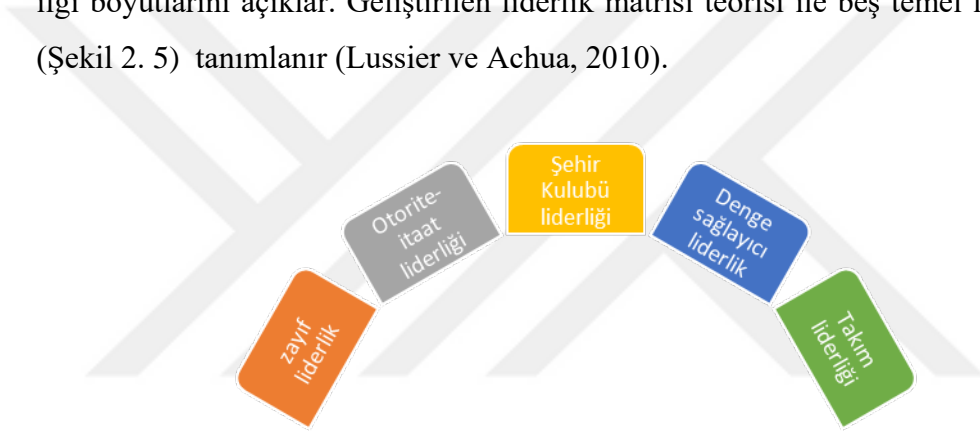 liği boyutlarını açıklar. Geliştirilen liderlik matrisi teorisi ile beş temel
(Şekil 2. 5) tanımlanır (Lussier ve Achua, 2010).
zayıf
liderlik
Otorite-
itaat
liderliği
Şehir
Kulubü
liderliği
Denge
sağlayıcı
liderlik
Takım
liderliği